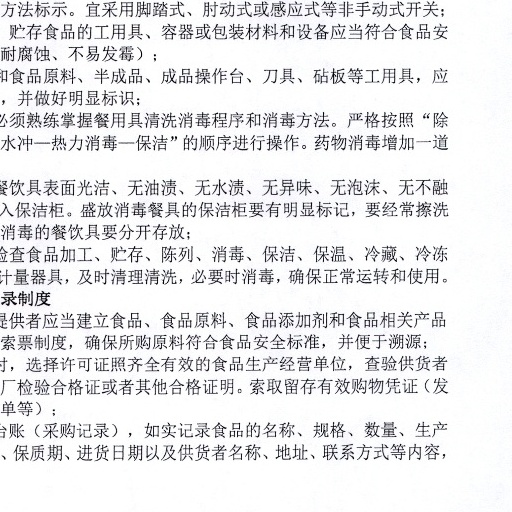 方法标示。宜采用脚踏式、肘动式或感应式等非手动式开关；
贮存食品的工用具、容器或包装材料和设备应当符合食品安
耐腐蚀、不易发霉）；
和食品原料、半成品、成品操作台、刀具、砧板等工用具，应
，并做好明显标识；
必须熟练掌握餐用具清洗消毒程序和消毒方法。严格按照“除
水冲—热力消毒—保洁”的顺序进行操作。药物消毒增加一道
餐饮具表面光洁、无油渍、无水渍、无异味、无泡沫、无不融
入保洁柜。盛放消毒餐具的保洁柜要有明显标记，要经常擦洗
消毒的餐饮具要分开存放；
检查食品加工、贮存、陈列、消毒、保洁、保温、冷藏、冷冻
计量器具，及时清理清洗，必要时消毒，确保正常运转和使用。
录制度
提供者应当建立食品、食品原料、食品添加剂和食品相关产品
索票制度，确保所购原料符合食品安全标准，并便于溯源；
时，选择许可证照齐全有效的食品生产经营单位，查验供货者
厂检验合格证或者其他合格证明。索取留存有效购物凭证（发
单等）；
台账（采购记录），如实记录食品的名称、规格、数量、生产
、保质期、进货日期以及供货者名称、地址、联系方式等内容，